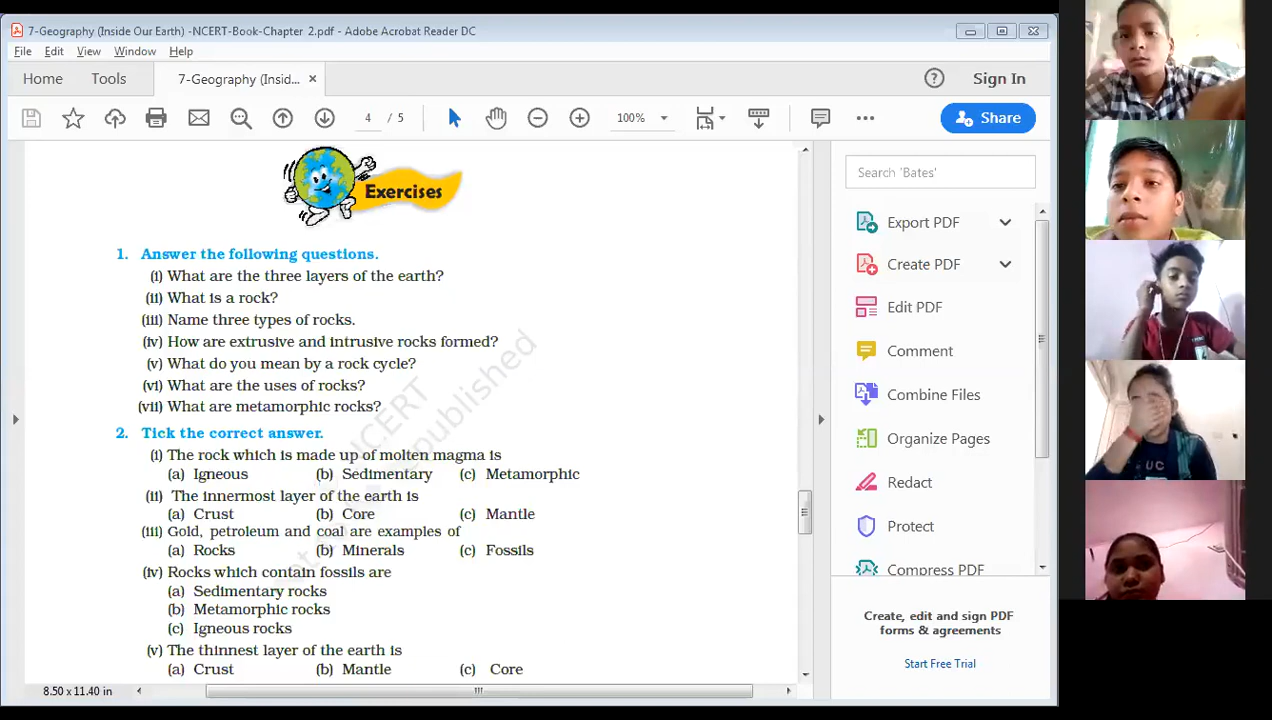 7-Geography (Inside Our Earth) -NCERT-Book-Chapter 2.pdf - Adobe Acrobat Reader DC
File Edit View Window Help
Home Tools 7-Geography (Insid... × Sign In
4 / 5 100% Share
Exercises
1. Answer the following questions.
(i) What are the three layers of the earth?
(ii) What is a rock?
(iii) Name three types of rocks.
(iv) How are extrusive and intrusive rocks formed?
(v) What do you mean by a rock cycle?
(vi) What are the uses of rocks?
(vii) What are metamorphic rocks?
2. Tick the correct answer.
(i) The rock which is made up of molten magma is
(a) Igneous (b) Sedimentary (c) Metamorphic
(ii) The innermost layer of the earth is
(a) Crust (b) Core (c) Mantle
(iii) Gold, petroleum and coal are examples of
(a) Rocks (b) Minerals (c) Fossils
(iv) Rocks which contain fossils are
(a) Sedimentary rocks
(b) Metamorphic rocks
(c) Igneous rocks
(v) The thinnest layer of the earth is
(a) Crust (b) Mantle (c) Core
8.50 x 11.40 in
Search 'Bates'
Export PDF
Create PDF
Edit PDF
Comment
Combine Files
Organize Pages
Redact
Protect
Compress PDF
Create, edit and sign PDF
forms & agreements
Start Free Trial